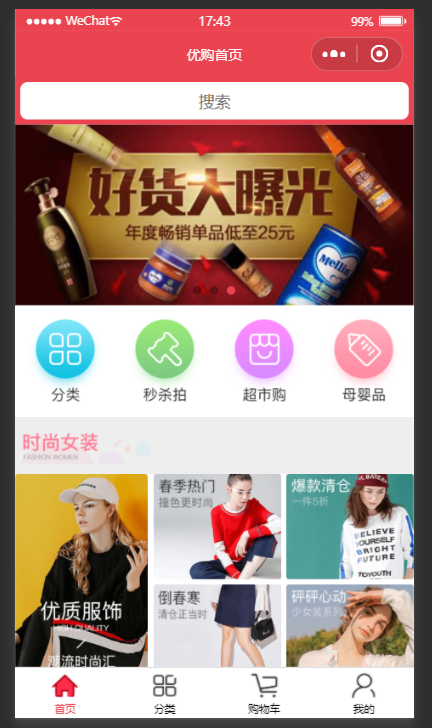 WeChat
17:43
99%
优购首页
搜索
好货大曝光
年度畅销单品低至25元
Mellin
分类
秒杀拍
超市购
母婴品
时尚女装
FASHION WOMEN
优质服饰
HIGH QUALITY
潮流时尚汇
春季热门
撞色更时尚
爆款清仓
一件5折
BELIEVE
YOURSELF
BRIGHT
FUTURE
TOYOUTH
倒春寒
清仓正当时
砰砰心动
少女装系列
首页
分类
购物车
我的